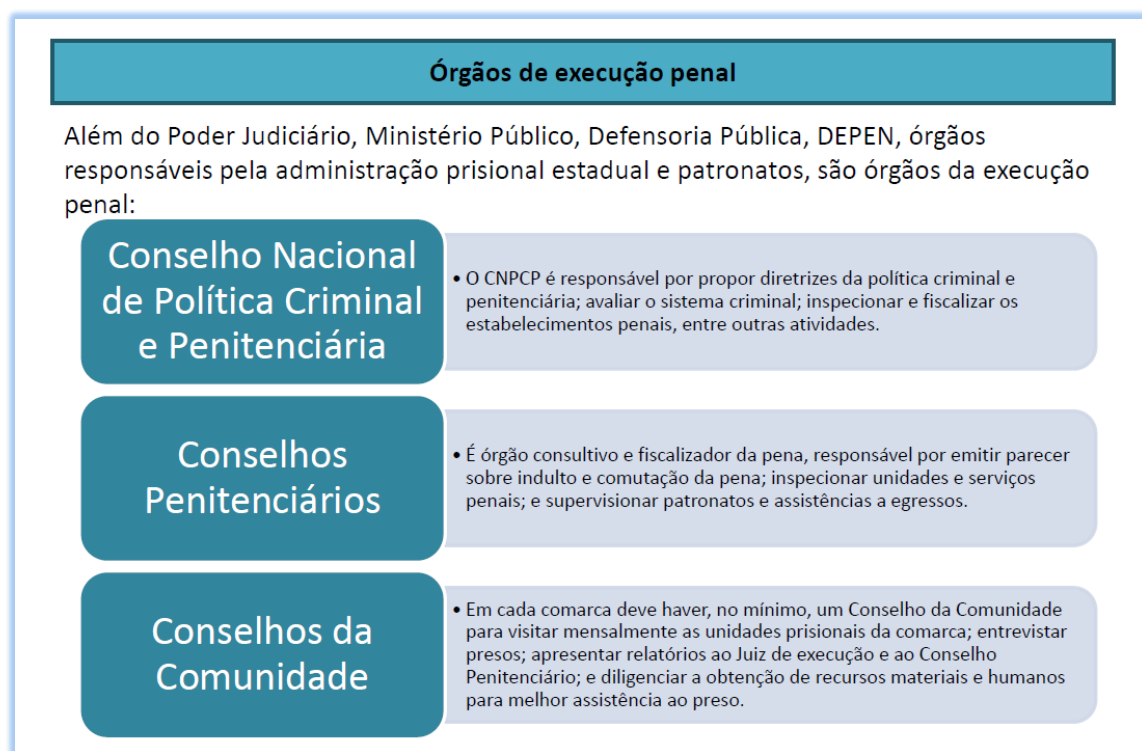 Órgãos de execução penal
Além do Poder Judiciário, Ministério Público, Defensoria Pública, DEPEN, órgãos
responsáveis pela administração prisional estadual e patronatos, são órgãos da execução
penal:
Conselho Nacional
de Política Criminal
e Penitenciária
• O CNPCP é responsável por propor diretrizes da política criminal e
penitenciária; avaliar o sistema criminal; inspecionar e fiscalizar os
estabelecimentos penais, entre outras atividades.
Conselhos
Penitenciários
• É órgão consultivo e fiscalizador da pena, responsável por emitir parecer
sobre indulto e comutação da pena; inspecionar unidades e serviços
penais; e supervisionar patronatos e assistências a egressos.
Conselhos da
Comunidade
• Em cada comarca deve haver, no mínimo, um Conselho da Comunidade
para visitar mensalmente as unidades prisionais da comarca; entrevistar
presos; apresentar relatórios ao Juiz de execução e ao Conselho
Penitenciário; e diligenciar a obtenção de recursos materiais e humanos
para melhor assistência ao preso.